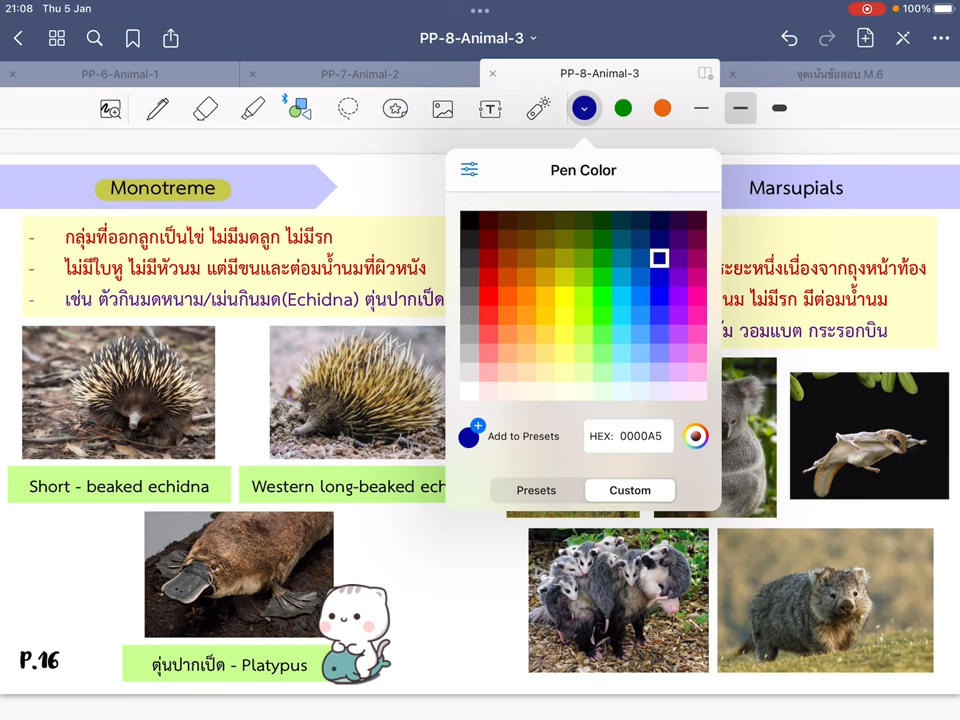 21:08 Thu 5 Jan
100%
PP-8-Animal-3
PP-6-Animal-1
PP-7-Animal-2
PP-8-Animal-3
จุดเน้นข้อสอบ M.6
T
Pen Color
Monotreme
Marsupials
- กลุ่มที่ออกลูกเป็นไข่ ไม่มีมดลูก ไม่มีรก
- ไม่มีใบหู ไม่มีหัวนม แต่มีขนและต่อมน้ำนมที่ผิวหนัง
- เช่น ตัวกินมดหนาม/เม่นกินมด(Echidna) ตุ่นปากเป็ด
ระยะหนึ่งเนื่องจากถุงหน้าท้อง
นม ไม่มีรก มีต่อมน้ำนม
วอมแบต กระรอกบิน
Add to Presets
HEX: 0000A5
Presets
Custom
Short - beaked echidna
Western long-beaked ech
ตุ่นปากเป็ด - Platypus
P.16